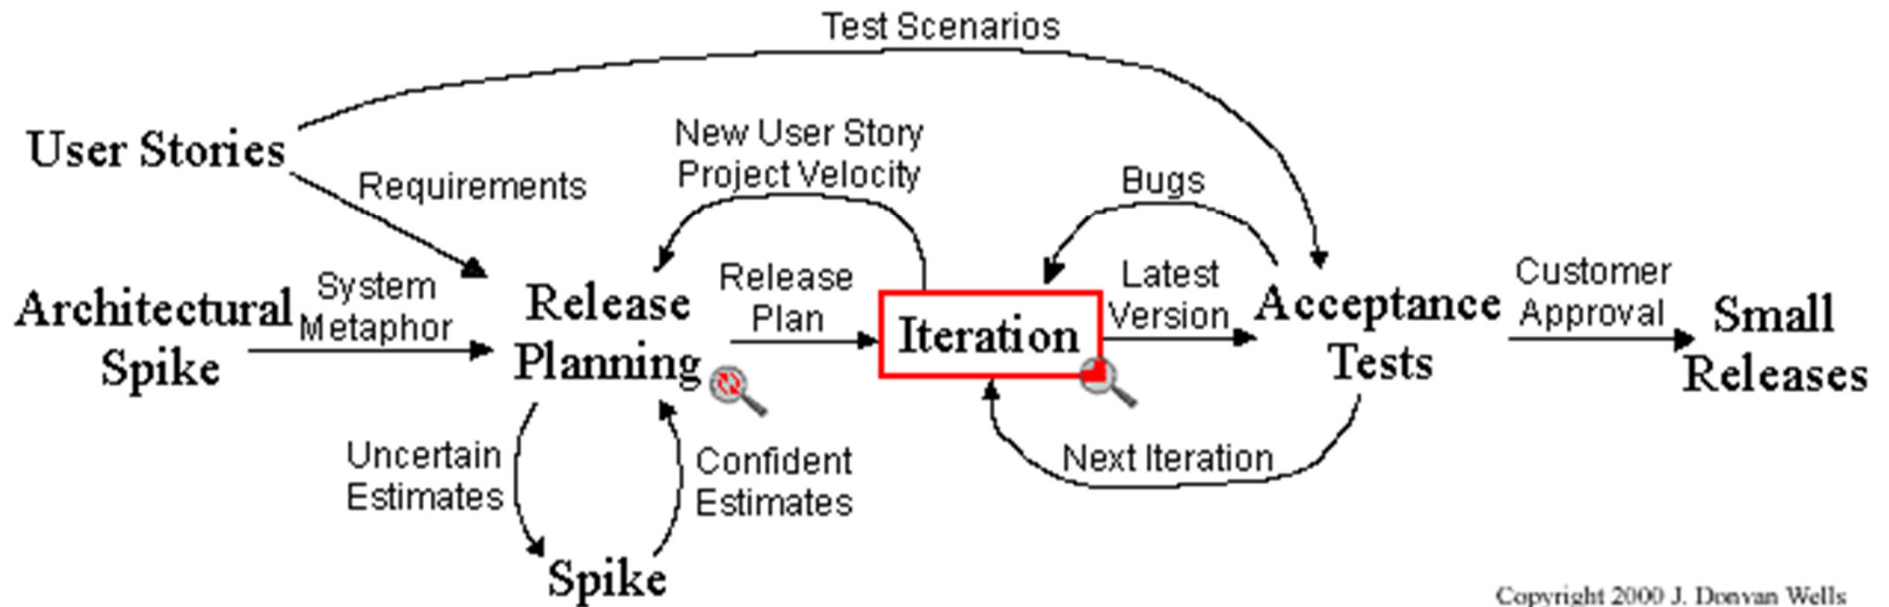 Test Scenarios
User Stories
Requirements
New User Story
Project Velocity
Bugs
Architectural
Spike
System
Metaphor
Release
Planning
Release
Plan
Iteration
Latest
Version
Acceptance
Tests
Customer
Approval
Small
Releases
Uncertain
Estimates
Confident
Estimates
Next Iteration
Spike
Copyright 2000 J. Donvan Wells